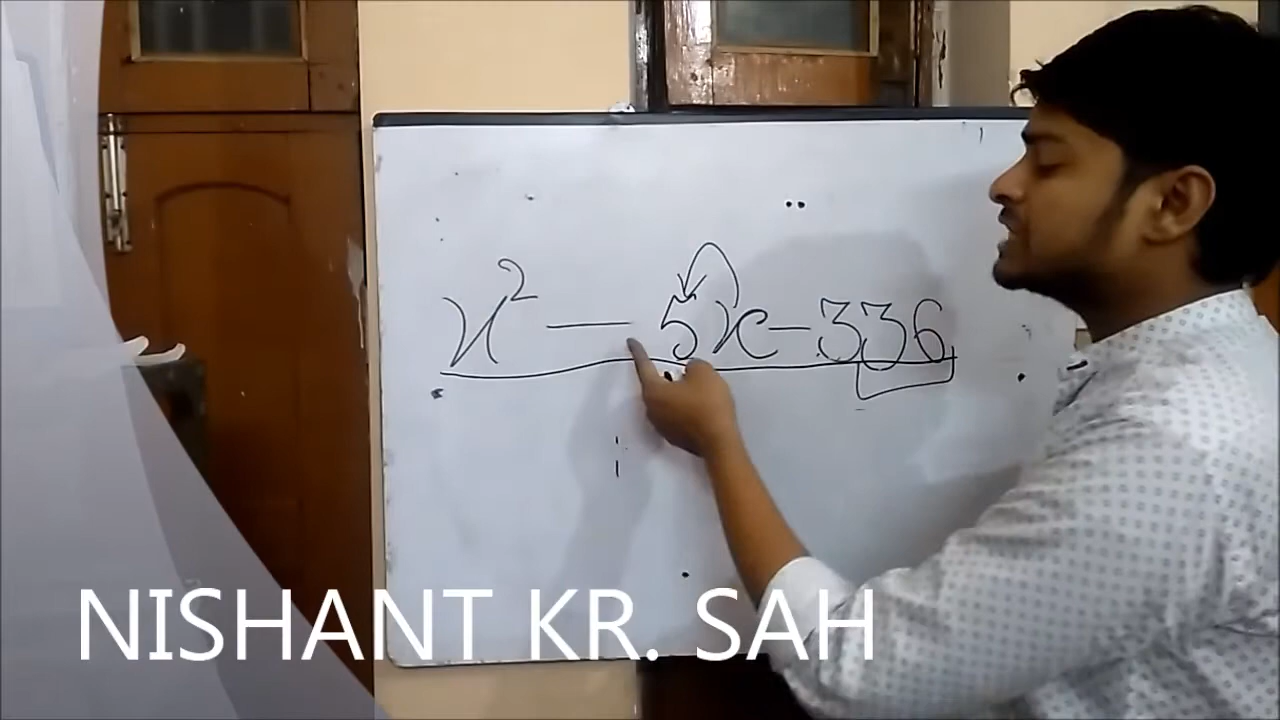 x² — 5x-336
NISHANT KR. SAH